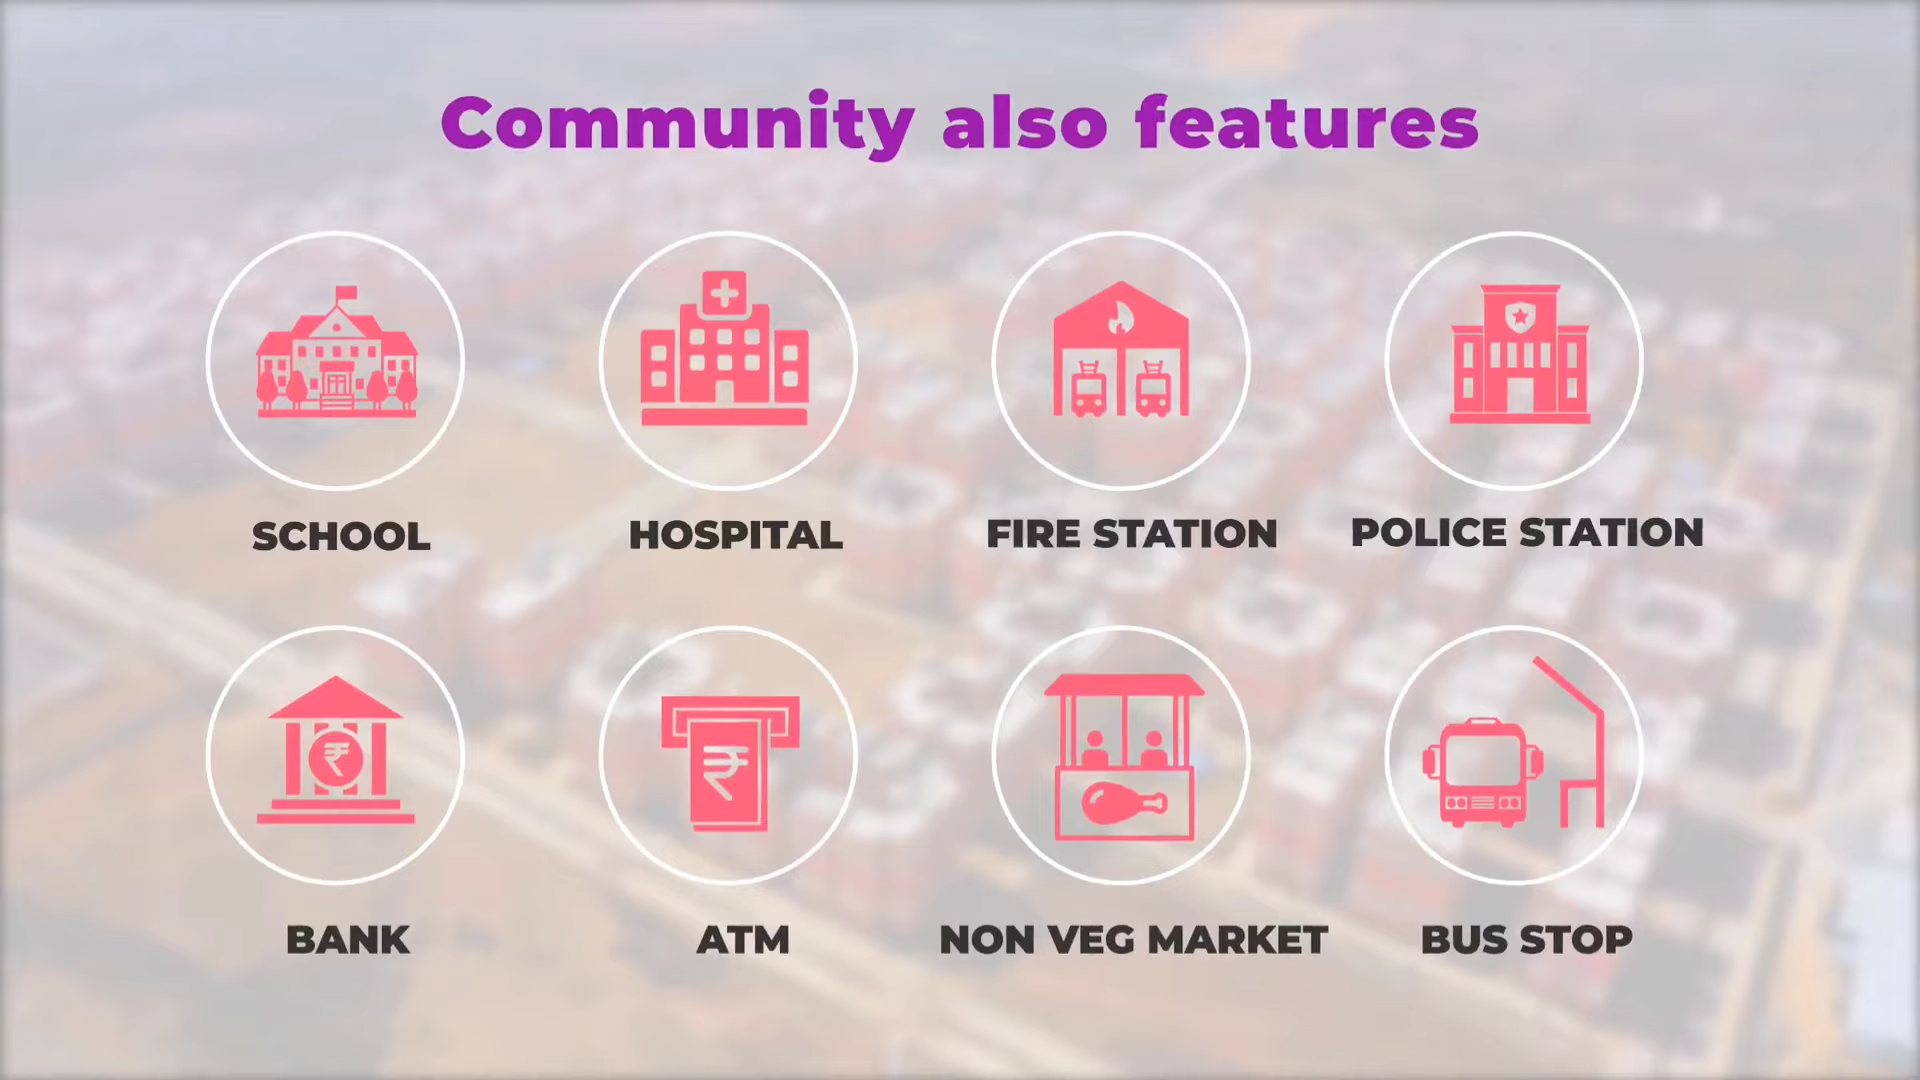 Community also features
SCHOOL
HOSPITAL
FIRE STATION
POLICE STATION
₹
₹
BANK
ATM
NON VEG MARKET
BUS STOP